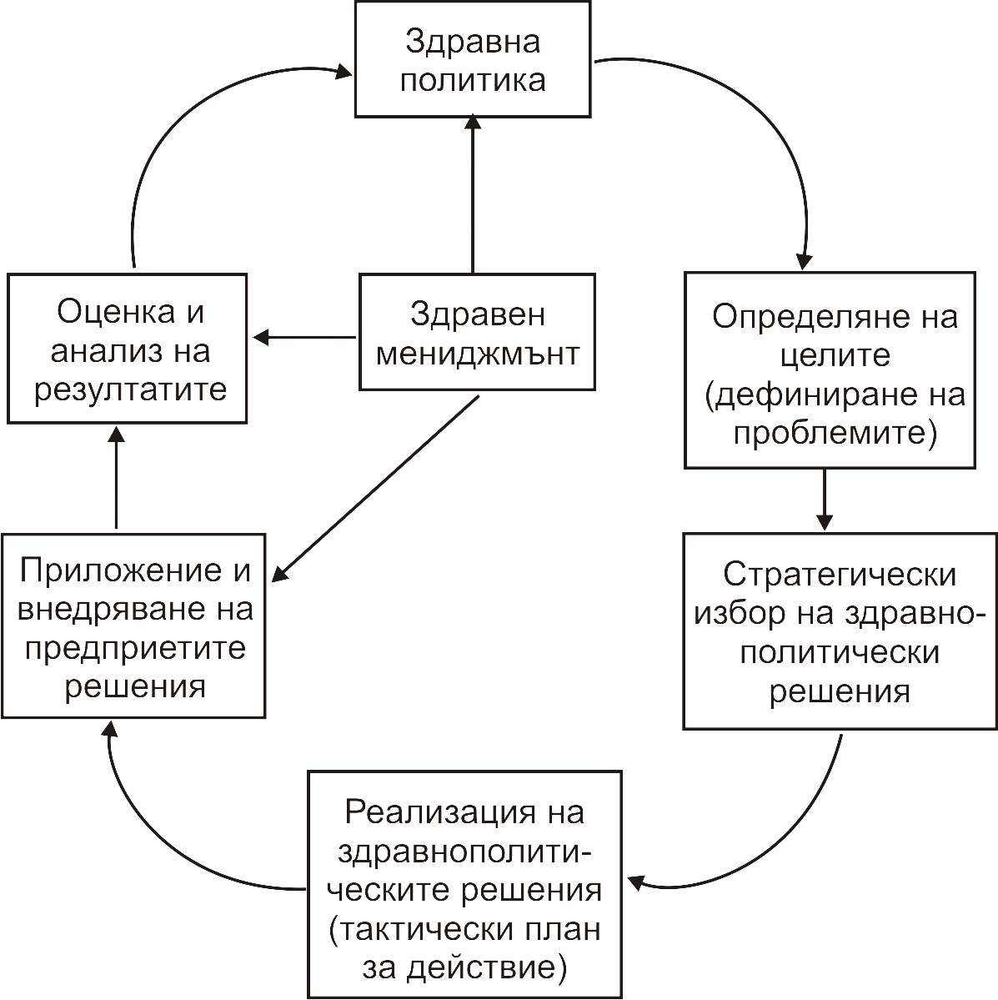 Здравна
политика
Оценка и
анализ на
резултатите
Здравен
мениджмънт
Определяне на
целите
(дефиниране на
проблемите)
Приложение и
внедряване на
предприетите
решения
Стратегически
избор на здравно-
политически
решения
Реализация на
здравнополити-
ческите решения
(тактически план
за действие)